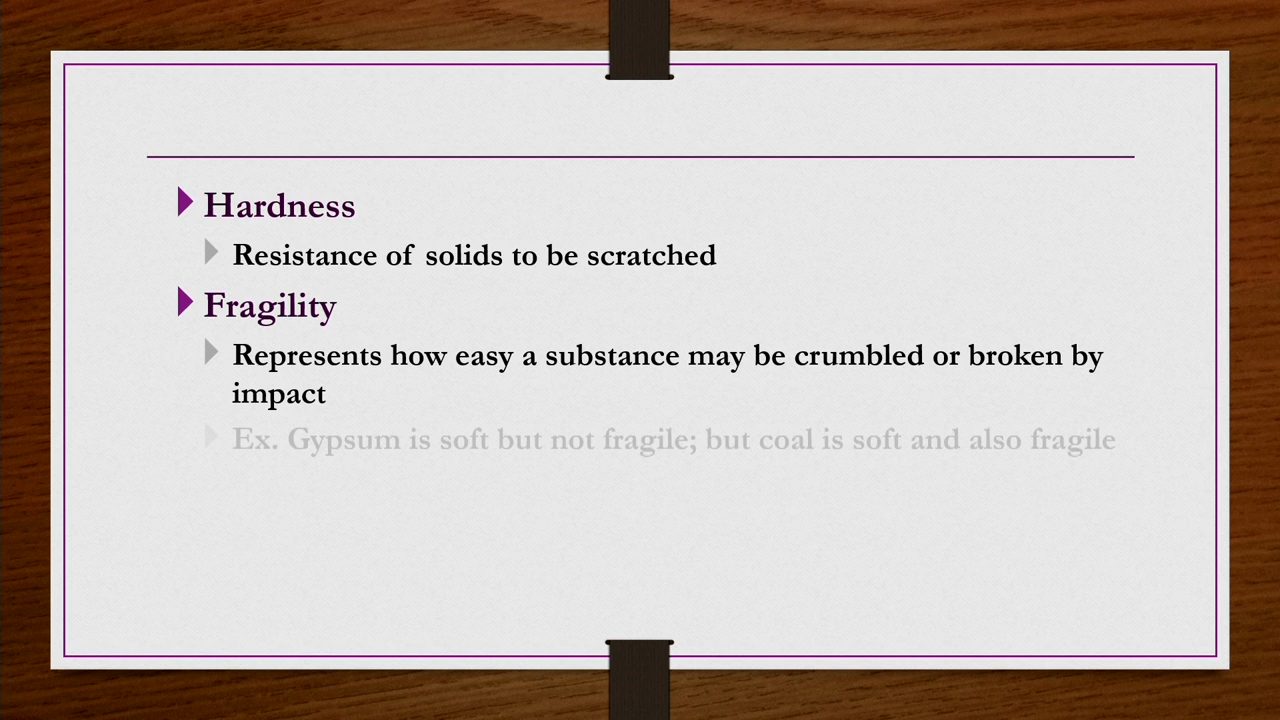 Hardness
Resistance of solids to be scratched
Fragility
Represents how easy a substance may be crumbled or broken by
impact
Ex. Gypsum is soft but not fragile; but coal is soft and also fragile